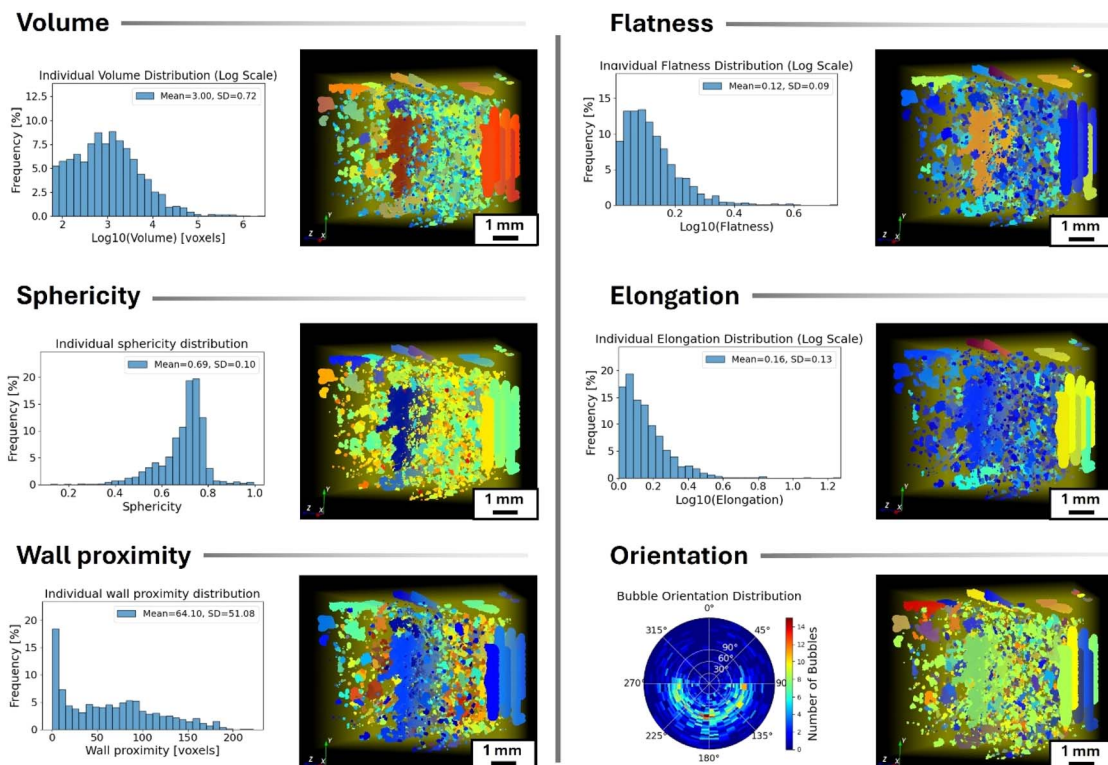 Volume
Individual Volume Distribution (Log Scale)
Mean=3.00, SD=0.72
Frequency [%]
12.5
10.0
7.5
5.0
2.5
0.0
2 3 4 5 6
Log10(Volume) [voxels]
Y
Z X
1 mm
Flatness
Individual Flatness Distribution (Log Scale)
Mean=0.12, SD=0.09
Frequency [%]
15
10
5
0
0.2 0.4 0.6
Log10(Flatness)
Y
Z X
1 mm
Sphericity
Individual sphericity distribution
Mean=0.69, SD=0.10
Frequency [%]
20
15
10
5
0
0.2 0.4 0.6 0.8 1.0
Sphericity
Y
Z X
1 mm
Elongation
Individual Elongation Distribution (Log Scale)
Mean=0.16, SD=0.13
Frequency [%]
20
15
10
5
0
0.0 0.2 0.4 0.6 0.8 1.0 1.2
Log10(Elongation)
Y
Z X
1 mm
Wall proximity
Individual wall proximity distribution
Mean=64.10, SD=51.08
Frequency [%]
20
15
10
5
0
0 50 100 150 200
Wall proximity [voxels]
Y
Z X
1 mm
Orientation
Bubble Orientation Distribution
0°
315° 45°
90°
60°
30°
270° 90
225° 135°
180°
14
12
10
8
6
4
2
0
Number of Bubbles
Y
Z X
1 mm